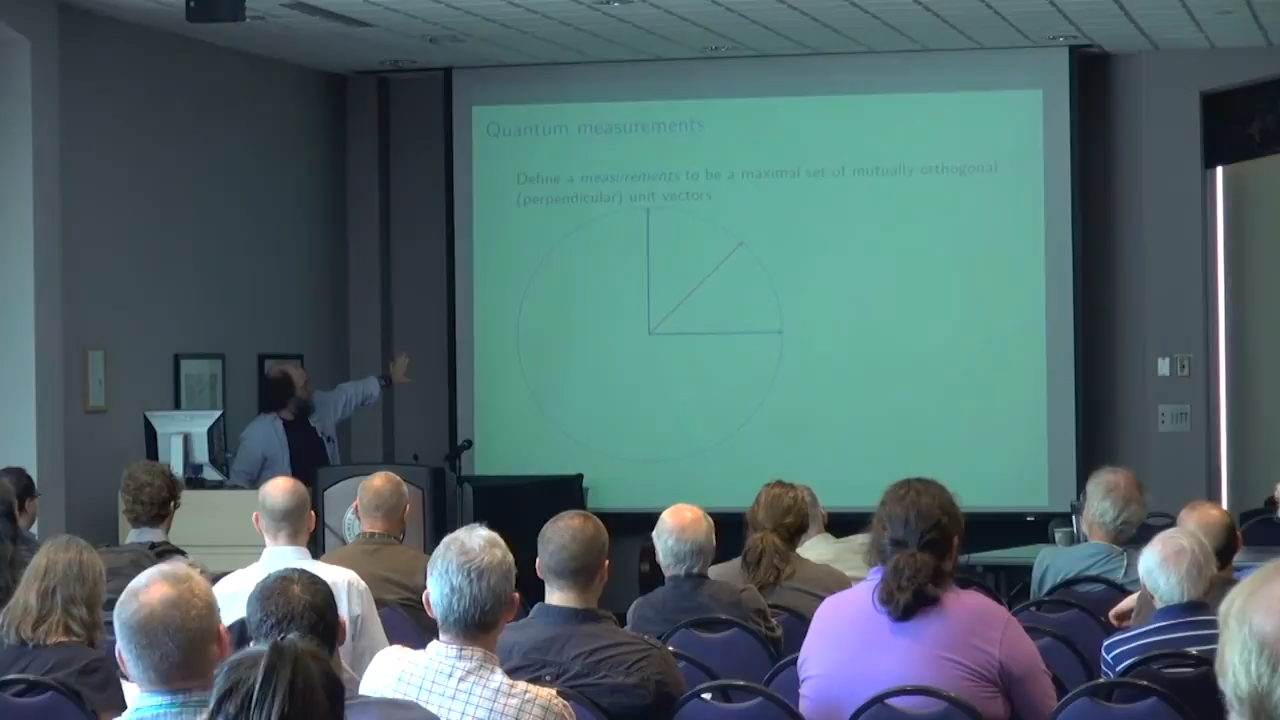 Quantum measurements
Define a measurements to be a maximal set of mutually orthogonal
(perpendicular) unit vectors